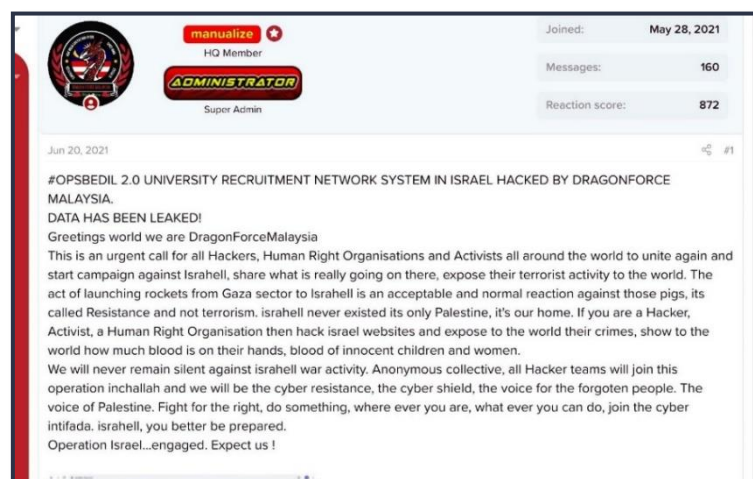 manualize
HQ Member
ADMINISTRATOR
Super Admin
Joined: May 28, 2021
Messages: 160
Reaction score: 872
Jun 20, 2021 #1
#OPSBEDIL 2.0 UNIVERSITY RECRUITMENT NETWORK SYSTEM IN ISRAEL HACKED BY DRAGONFORCE
MALAYSIA.
DATA HAS BEEN LEAKED!
Greetings world we are DragonForceMalaysia
This is an urgent call for all Hackers, Human Right Organisations and Activists all around the world to unite again and
start campaign against Israhell, share what is really going on there, expose their terrorist activity to the world. The
act of launching rockets from Gaza sector to Israhell is an acceptable and normal reaction against those pigs, its
called Resistance and not terrorism. israhell never existed its only Palestine, it's our home. If you are a Hacker,
Activist, a Human Right Organisation then hack israel websites and expose to the world their crimes, show to the
world how much blood is on their hands, blood of innocent children and women.
We will never remain silent against israhell war activity. Anonymous collective, all Hacker teams will join this
operation inchallah and we will be the cyber resistance, the cyber shield, the voice for the forgoten people. The
voice of Palestine. Fight for the right, do something, where ever you are, what ever you can do, join the cyber
intifada. israhell, you better be prepared.
Operation Israel...engaged. Expect us !